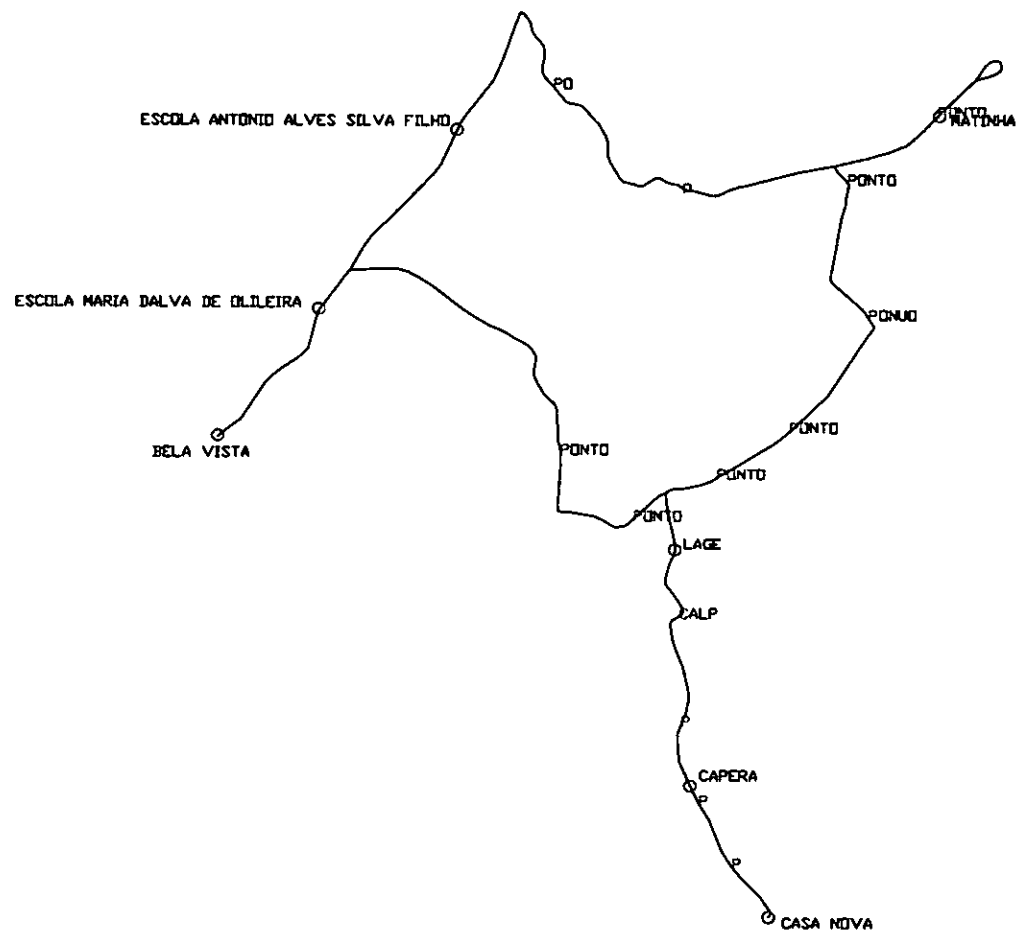 PO
ESCOLA ANTONIO ALVES SILVA FILHO
PONTO
MATINHA
P
PONTO
ESCOLA MARIA DALVA DE OLILEIRA
PONUO
PONTO
BELA VISTA
PONTO
PONTO
PONTO
LAGE
CALP
P
CAPERA
P
P
CASA NOVA